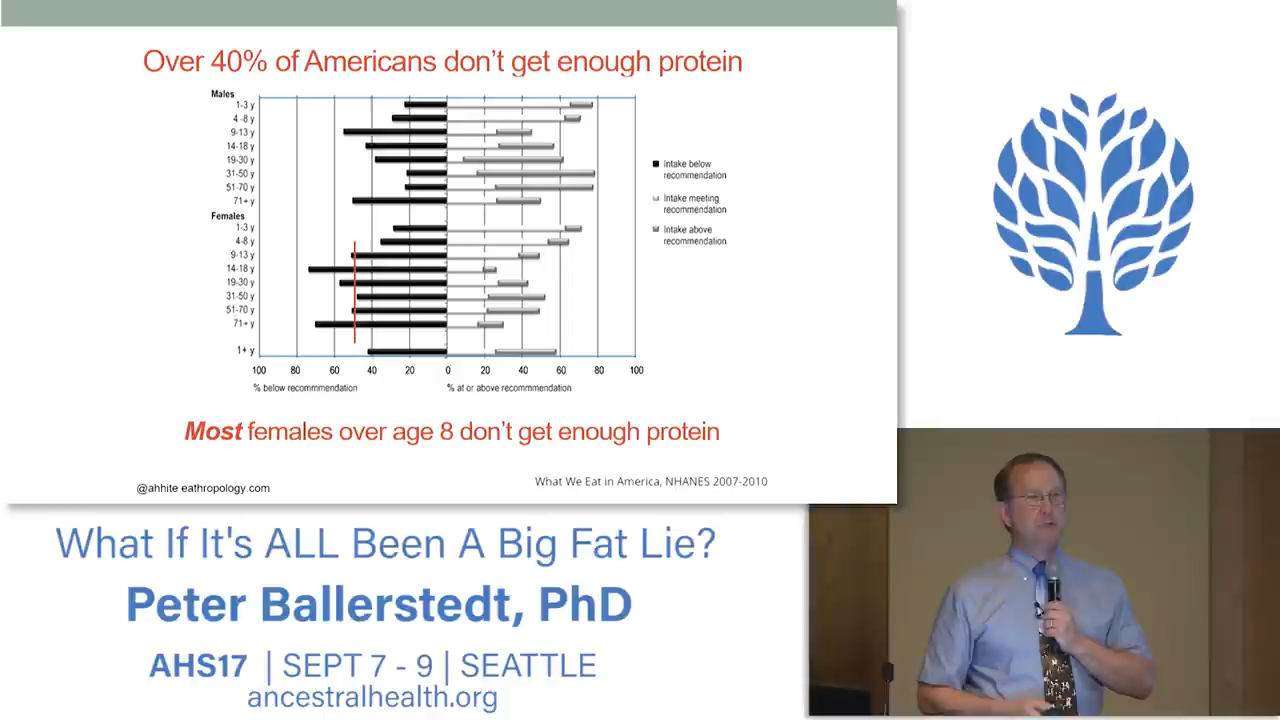 Over 40% of Americans don't get enough protein
Males
1-3 y
4 -8 y
9-13 y
14-18 y
19-30 y
31-50 y
51-70 y
71+ y
Females
1-3 y
4-8 y
9-13 y
14-18 y
19-30 y
31-50 y
51-70 y
71+ y
1+ y
100 80 60 40 20 0 20 40 60 80 100
% below recommmendation % at or above recommmendation
Intake below
recommendation
Intake meeting
recommendation
Intake above
recommendation
Most females over age 8 don't get enough protein
@ahhite eathropology.com
What We Eat in America, NHANES 2007-2010
What If It's ALL Been A Big Fat Lie?
Peter Ballerstedt, PhD
AHS17 | SEPT 7 - 9 | SEATTLE
ancestralhealth.org